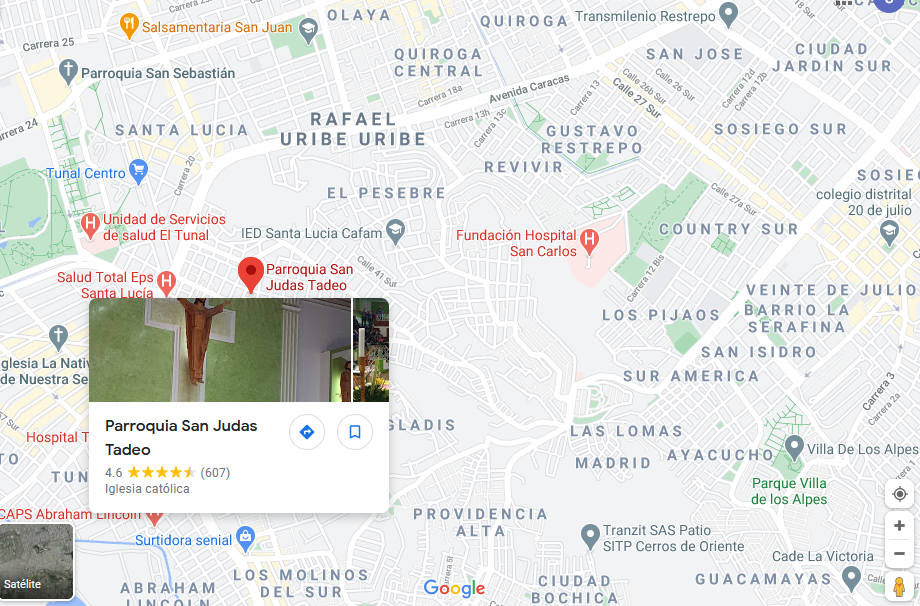 OLAYA
QUIROGA
Transmilenio Restrepo
Salsamentaria San Juan
Carrera 25
QUIROGA
CENTRAL
SAN JOSE
CIUDAD
JARDIN SUR
Parroquia San Sebastián
Carrera 24
Carrera 18a
Avenida Caracas
Carrera 13
Calle 26b Sur
Calle 26 Sur
Calle 27 Sur
Carrera 12d
Carrera 12b
Carrera 13h
Carrera 13c
SANTA LUCIA
RAFAEL
URIBE URIBE
GUSTAVO
RESTREPO
SOSIEGO SUR
REVIVIR
Tunal Centro
Carrera 20
EL PESEBRE
Calle 27a Sur
SOSIE
colegio distrital
20 de julio
Unidad de Servicios
de salud El Tunal
IED Santa Lucia Cafam
Fundación Hospital
San Carlos
COUNTRY SUR
Salud Total Eps
Santa Lucía
Parroquia San
Judas Tadeo
Calle 41 Sur
Carrera 12 Bis
VEINTE DE JULIO
BARRIO LA
SERAFINA
LOS PIJAOS
glesia La Nativ
de Nuestra Se
SAN ISIDRO
SUR AMERICA
Carrera 3
Carrera 2a
Parroquia San Judas
Tadeo
4.6
(607)
Iglesia católica
GLADIS
LAS LOMAS
Hospital T
TO
TUN
MADRID
AYACUCHO
Villa De Los Alpes
Parque Villa
de los Alpes
CAPS Abraham Lincoln
PROVIDENCIA
ALTA
Surtidora senial
Tranzit SAS Patio
SITP Cerros de Oriente
Cade La Victoria
Satélite
LOS MOLINOS
DEL SUR
ABRAHAM
LINCOLN
Google
CIUDAD
BOCHICA
GUACAMAYAS